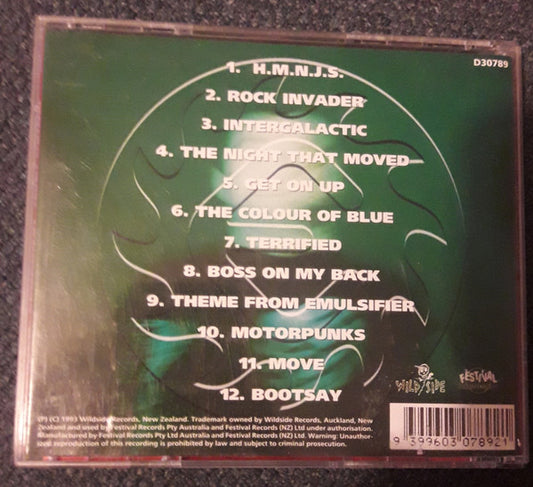 D30789
1. H.M.N.J.S.
2. ROCK INVADER
3. INTERGALACTIC
4. THE NIGHT THAT MOVED
5. GET ON UP
6. THE COLOUR OF BLUE
7. TERRIFIED
8. BOSS ON MY BACK
9. THEME FROM EMULSIFIER
10. MOTORPUNKS
11. MOVE
12. BOOTSAY
WILDSIDE
FESTIVAL
(P) (C) 1993 Wildside Records, New Zealand. Trademark owned by Wildside Records, Auckland, New
Zealand and used by Festival Records Pty Australia and Festival Records (NZ) Ltd under authorisation.
Manufactured by Festival Records Pty Ltd Australia and Festival Records (NZ) Ltd. Warning: Unauthor-
ized reproduction of this recording is prohibited by law and subject to criminal prosecution.
9 399603 078921